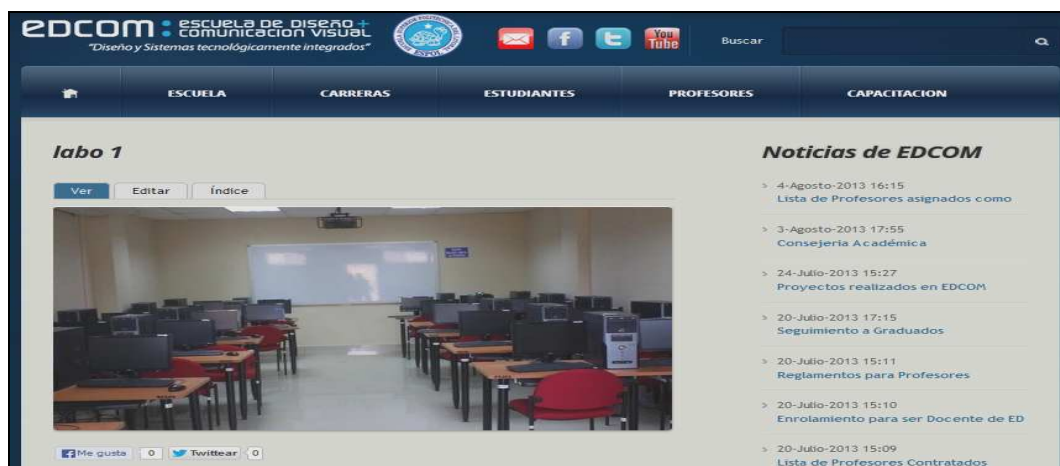 edcom: escuela de diseño +
comunicación visual
"Diseño y Sistemas tecnológicamente integrados"
ESPOL
f
You
Tube
Buscar
ESCUELA
CARRERAS
ESTUDIANTES
PROFESORES
CAPACITACION
labo 1
Ver
Editar
Índice
Me gusta
0
Twittear
0
Noticias de EDCOM
4-Agosto-2013 16:15
Lista de Profesores asignados como
3-Agosto-2013 17:55
Consejería Académica
24-Julio-2013 15:27
Proyectos realizados en EDCOM
20-Julio-2013 17:15
Seguimiento a Graduados
20-Julio-2013 15:11
Reglamentos para Profesores
20-Julio-2013 15:10
Enrolamiento para ser Docente de ED
20-Julio-2013 15:09
Lista de Profesores Contratados